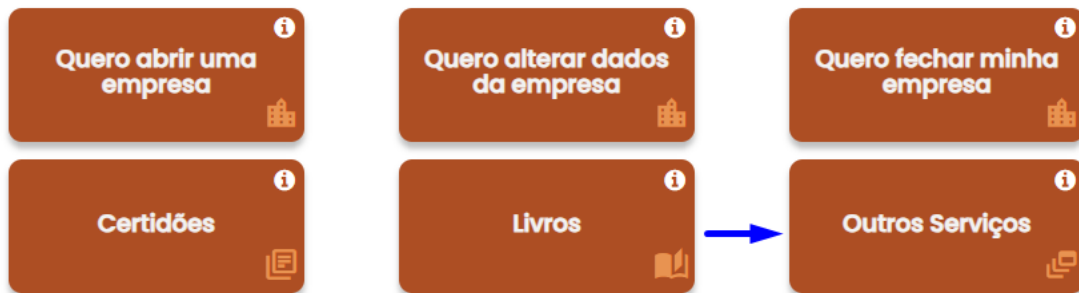 Quero abrir uma
empresa
Quero alterar dados
da empresa
Quero fechar minha
empresa
Certidões
Livros
Outros Serviços